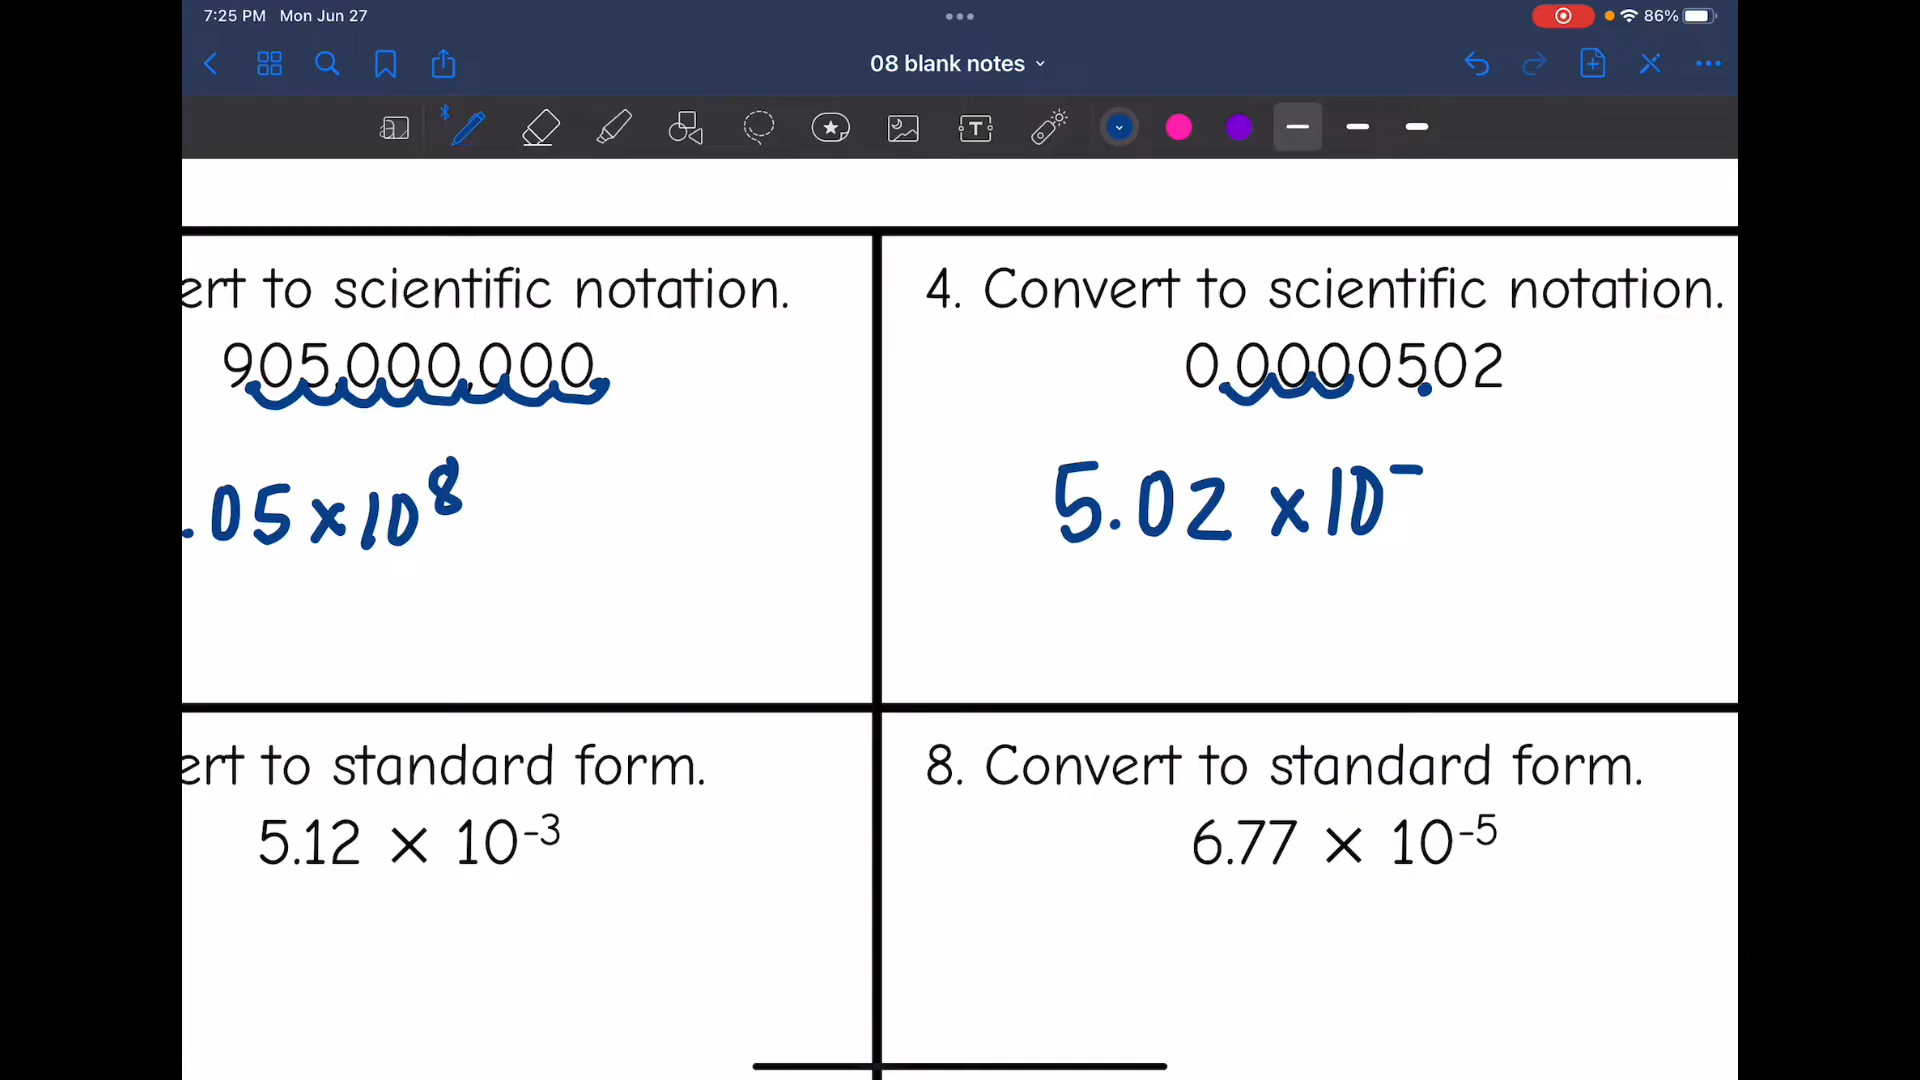 7:25 PM Mon Jun 27
86%
08 blank notes
T
ert to scientific notation.
905,000,000
.05 × 10⁸
4. Convert to scientific notation.
0.0000502
5.02 × 10⁻
ert to standard form.
5.12 × 10⁻³
8. Convert to standard form.
6.77 × 10⁻⁵